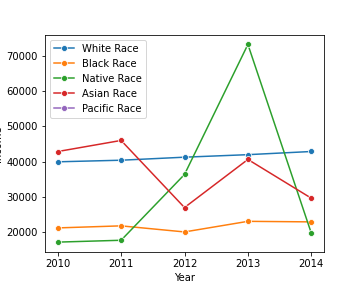 White Race
Black Race
Native Race
Asian Race
Pacific Race
70000
60000
50000
40000
30000
20000
2010 2011 2012 2013 2014
Year